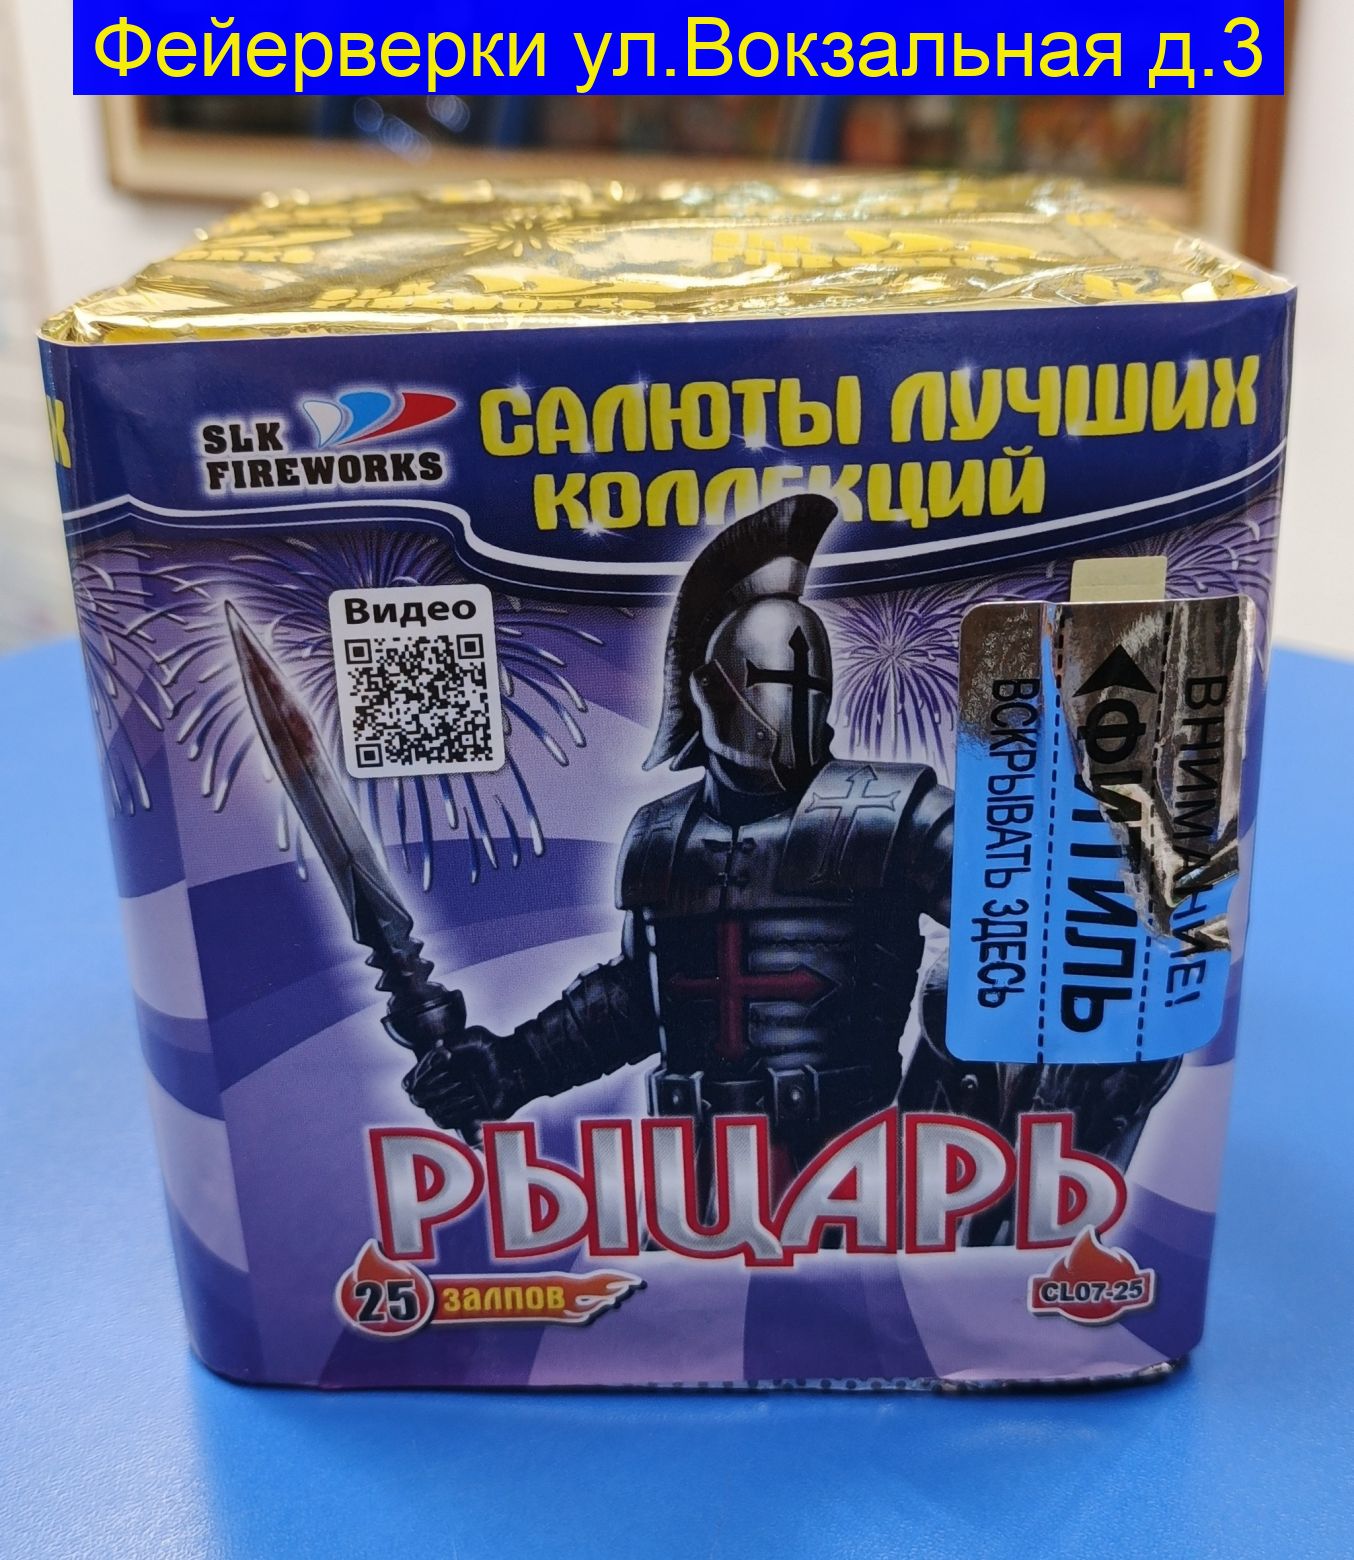 Фейерверки ул.Вокзальная д.3
SLK
FIREWORKS
САЛЮТЫ ЛУЧШИХ
КОЛЛЕКЦИЙ
Видео
ВНИМАНИЕ!
ФИТИЛЬ
ВСКРЫВАТЬ ЗДЕСЬ
РЫЦАРЬ
25 ЗАЛПОВ
CL07-25